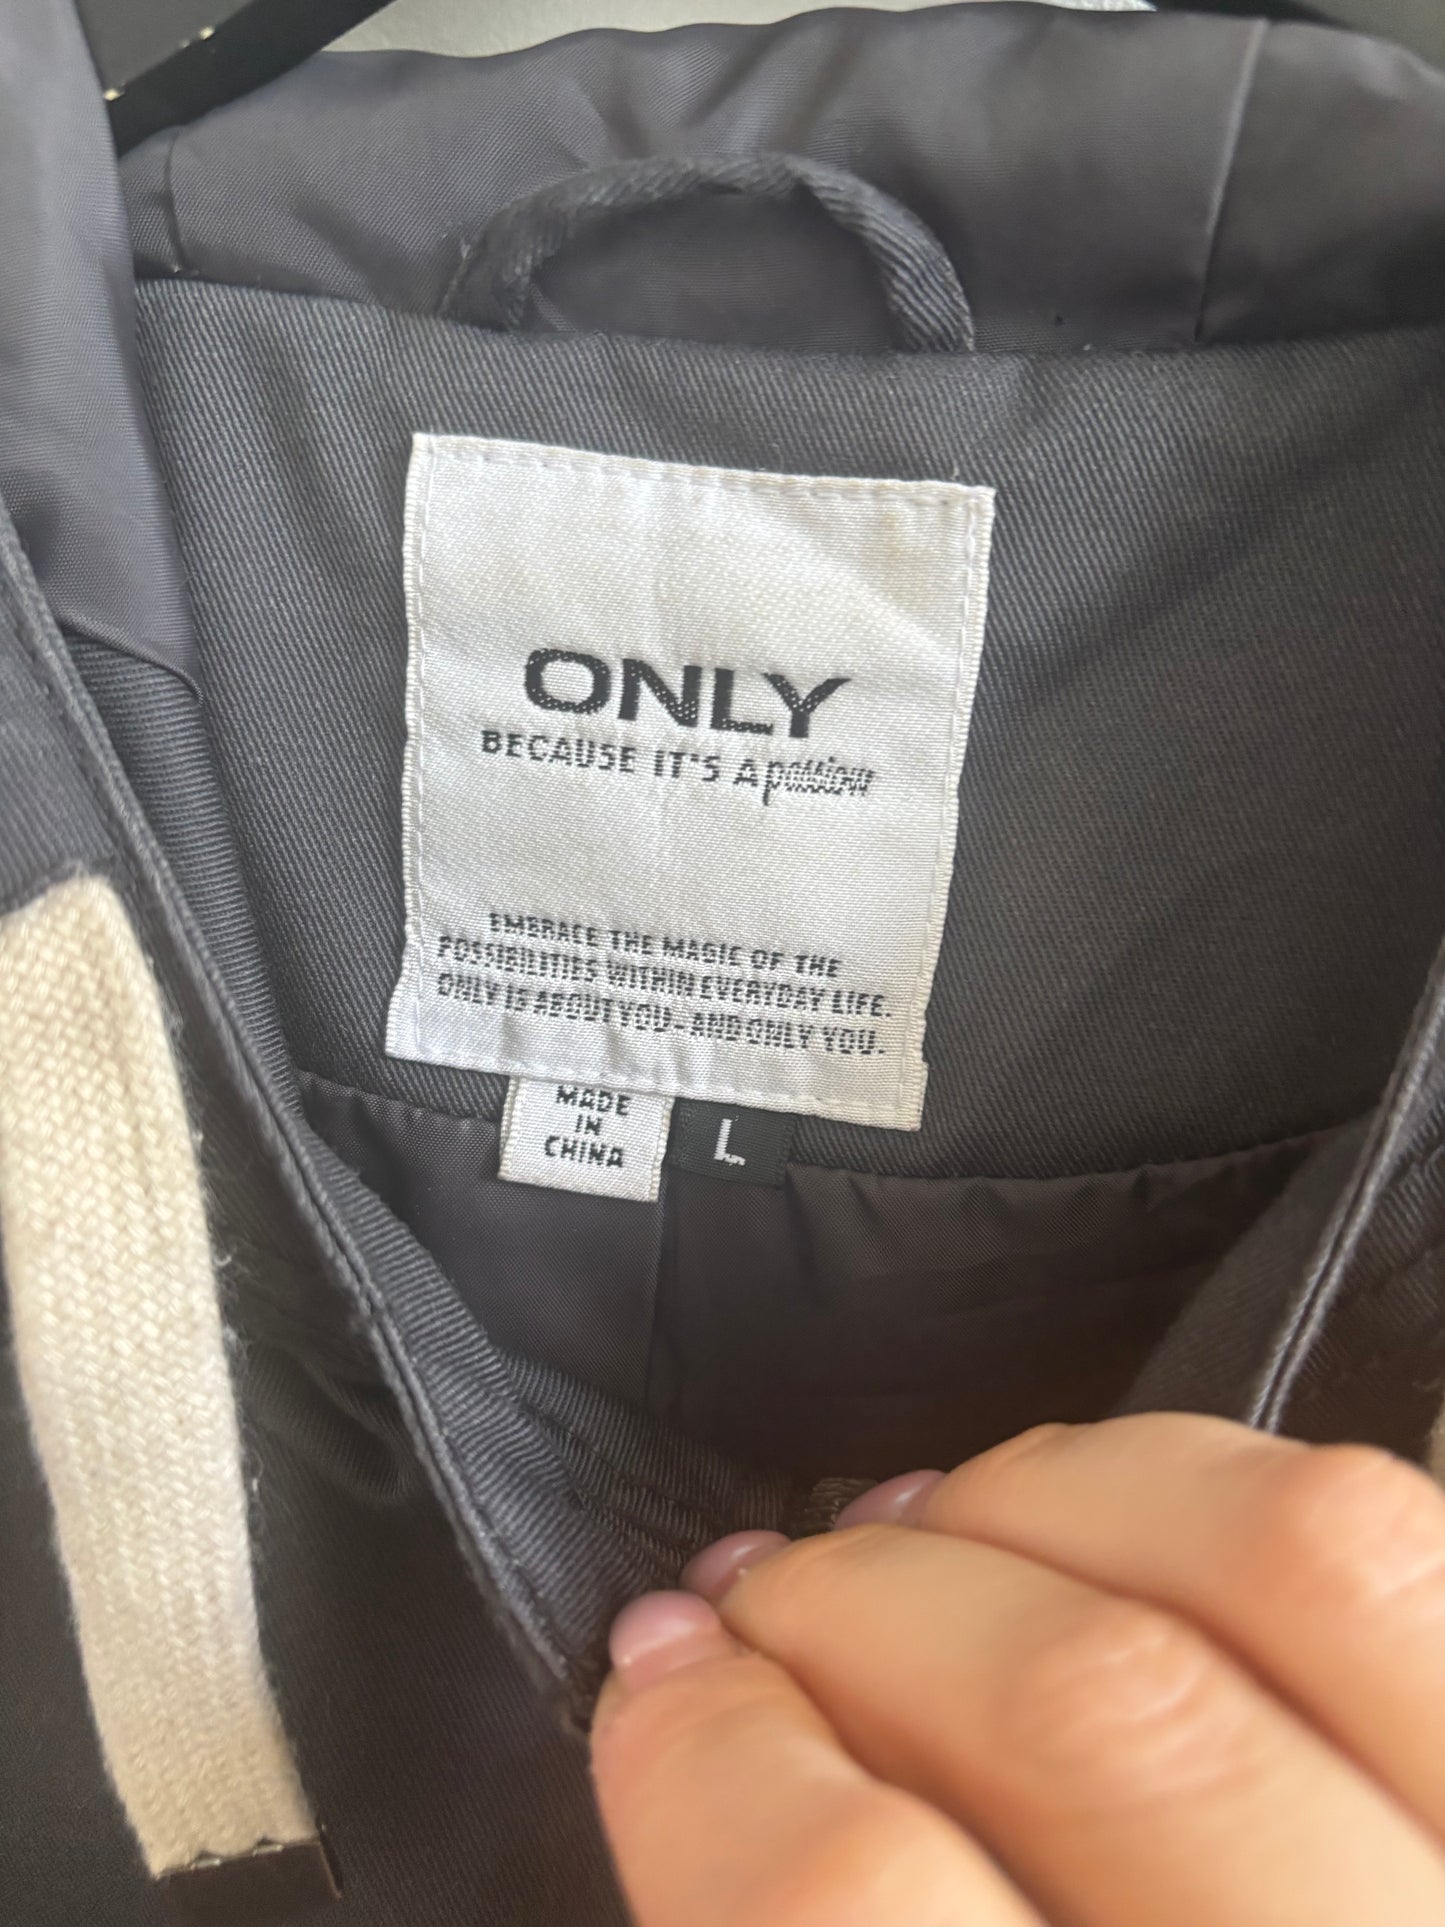 ONLY
BECAUSE IT'S A passion
EMBRACE THE MAGIC OF THE
POSSIBILITIES WITHIN EVERYDAY LIFE.
ONLY IS ABOUT YOU - AND ONLY YOU.
MADE
IN
CHINA
L